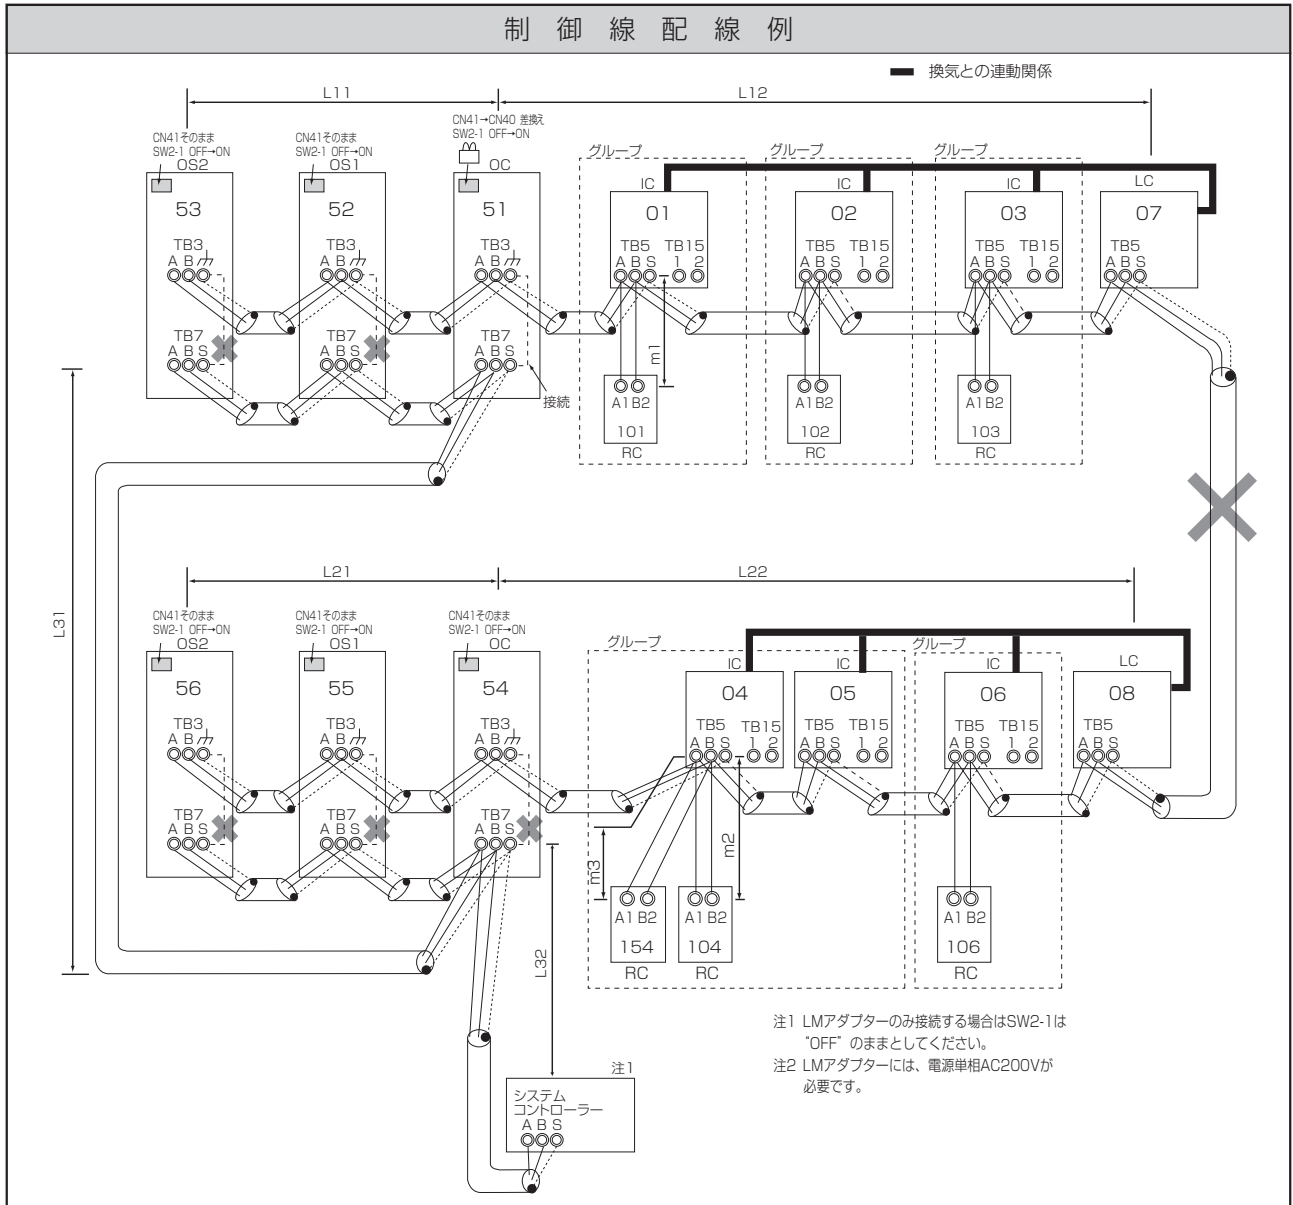 制御線配線例
換気との連動関係
L11
L12
CN41そのまま
SW2-1 OFF→ON
OS2
CN41そのまま
SW2-1 OFF→ON
OS1
CN41→CN40 差換え
SW2-1 OFF→ON
OC
グループ
グループ
グループ
IC
IC
IC
LC
53
52
51
01
02
03
07
TB3
A B
TB3
A B
TB3
A B
TB5
A B S
TB15
1 2
TB5
A B S
TB15
1 2
TB5
A B S
TB15
1 2
TB5
A B S
TB7
A B S
TB7
A B S
TB7
A B S
接続
m1
A1 B2
101
RC
A1 B2
102
RC
A1 B2
103
RC
L31
L21
L22
CN41そのまま
SW2-1 OFF→ON
OS2
CN41そのまま
SW2-1 OFF→ON
OS1
CN41そのまま
SW2-1 OFF→ON
OC
グループ
グループ
IC
IC
IC
LC
56
55
54
04
05
06
08
TB3
A B
TB3
A B
TB3
A B
TB5
A B S
TB15
1 2
TB5
A B S
TB15
1 2
TB5
A B S
TB15
1 2
TB5
A B S
TB7
A B S
TB7
A B S
TB7
A B S
m3
m2
A1 B2
154
RC
A1 B2
104
RC
A1 B2
106
RC
L32
注1 LMアダプターのみ接続する場合はSW2-1は
“OFF”のままとしてください。
注2 LMアダプターには、電源単相AC200Vが
必要です。
注1
システム
コントローラー
A B S